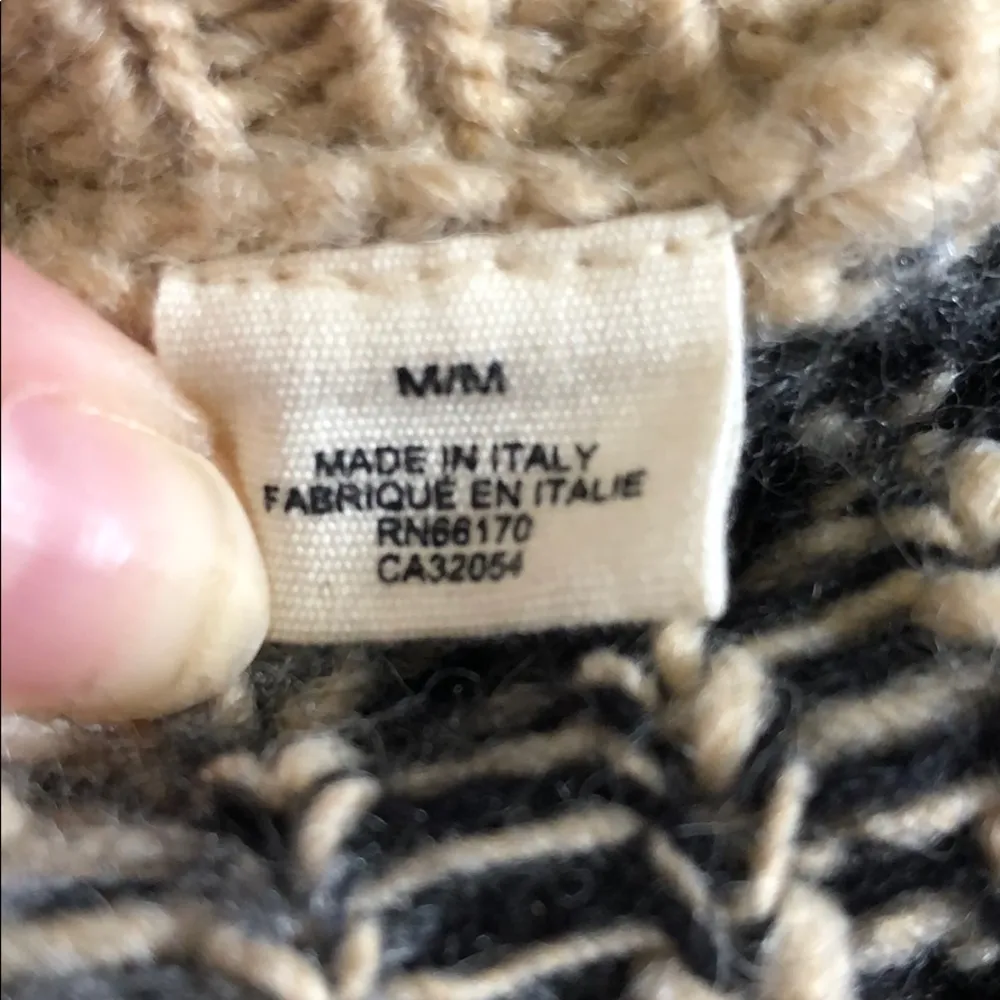 M/M
MADE IN ITALY
FABRIQUÉ EN ITALIE
RN66170
CA32054